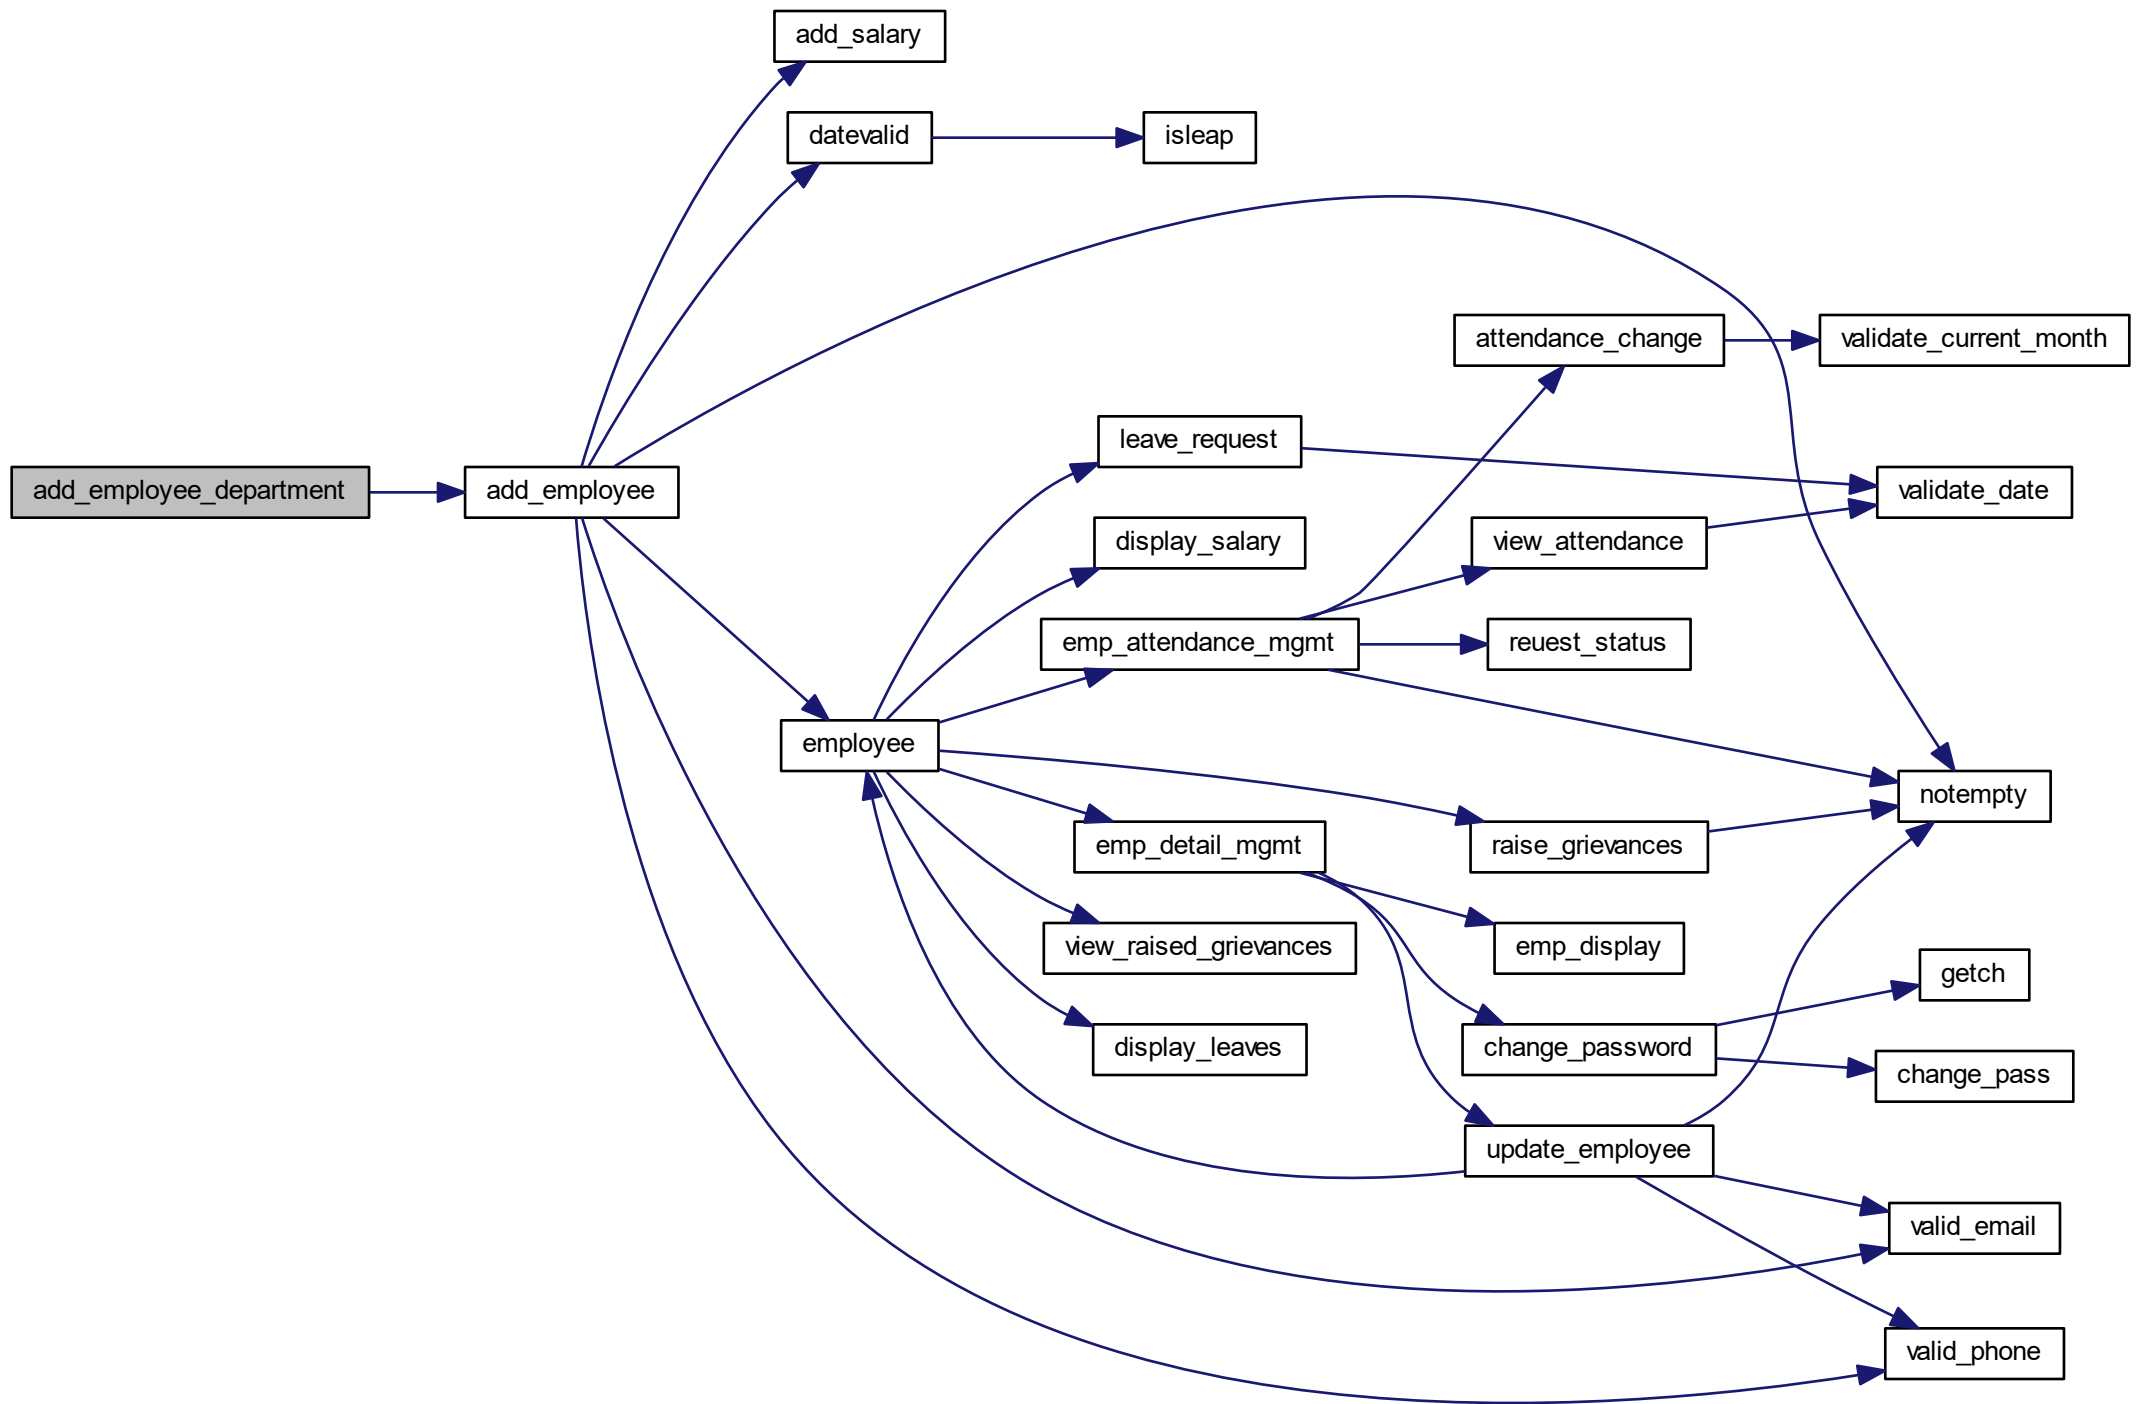 add_salary
datevalid
isleap
attendance_change
validate_current_month
leave_request
add_employee_department
add_employee
validate_date
display_salary
view_attendance
emp_attendance_mgmt
reuest_status
employee
notempty
emp_detail_mgmt
raise_grievances
view_raised_grievances
emp_display
getch
display_leaves
change_password
change_pass
update_employee
valid_email
valid_phone